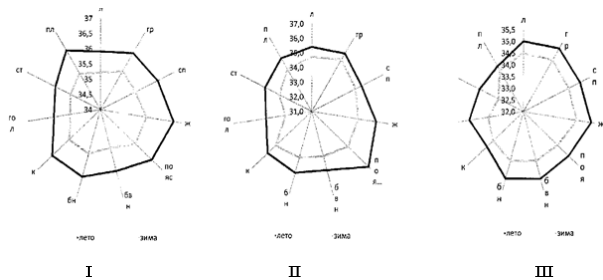 л
37
36,5
36
35,5
35
34,5
34
гр
сп
ж
по
яс
бв
н
бн
к
го
л
ст
пл
лето зима
I
л
37,0
36,0
35,0
34,0
33,0
32,0
31,0
гр
с
п
ж
п
о
я...
б
в
н
б
н
к
го
л
ст
п
л
лето зима
II
л
35,5
35,0
34,5
34,0
33,5
33,0
32,5
32,0
г
р
с
п
ж
п
о
я
б
в
н
б
н
к
г
о
л
ст
п
л
лето зима
III